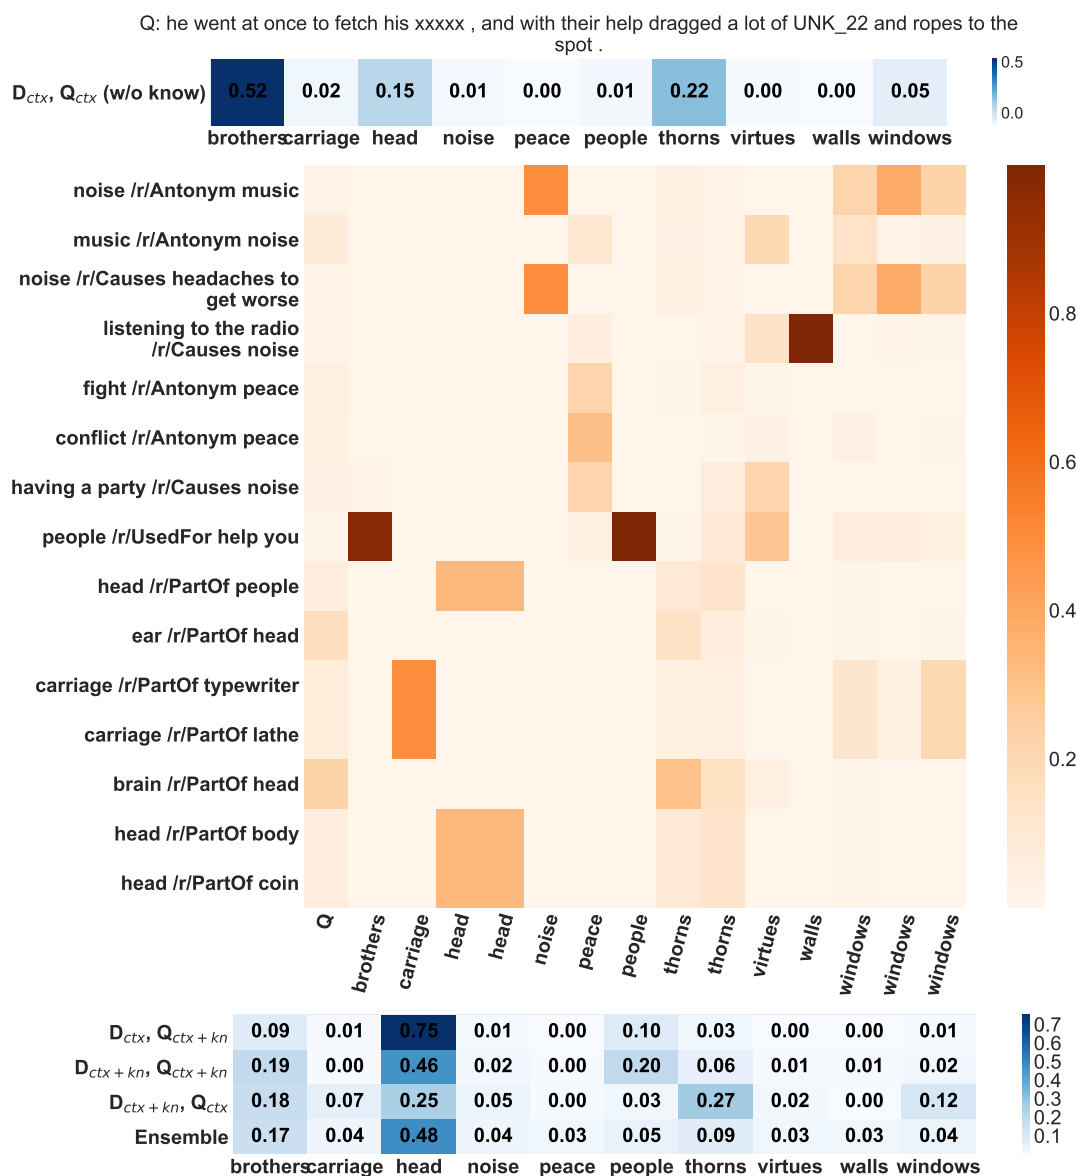 Q: he went at once to fetch his xxxxx , and with their help dragged a lot of UNK_22 and ropes to the
spot .
D_ctx, Q_ctx (w/o know) 0.52 0.02 0.15 0.01 0.00 0.01 0.22 0.00 0.00 0.05
0.5
0.0
brothers carriage head noise peace people thorns virtues walls windows
noise /r/Antonym music
music /r/Antonym noise
noise /r/Causes headaches to
get worse
listening to the radio
/r/Causes noise
fight /r/Antonym peace
conflict /r/Antonym peace
having a party /r/Causes noise
people /r/UsedFor help you
head /r/PartOf people
ear /r/PartOf head
carriage /r/PartOf typewriter
carriage /r/PartOf lathe
brain /r/PartOf head
head /r/PartOf body
head /r/PartOf coin
0.8
0.6
0.4
0.2
Q brothers carriage head head noise peace people thorns thorns virtues walls windows windows windows
D_ctx, Q_ctx+kn 0.09 0.01 0.75 0.01 0.00 0.10 0.03 0.00 0.00 0.01
D_ctx+kn, Q_ctx+kn 0.19 0.00 0.46 0.02 0.00 0.20 0.06 0.01 0.01 0.02
D_ctx+kn, Q_ctx 0.18 0.07 0.25 0.05 0.00 0.03 0.27 0.02 0.00 0.12
Ensemble 0.17 0.04 0.48 0.04 0.03 0.05 0.09 0.03 0.03 0.04
0.7
0.6
0.5
0.4
0.3
0.2
0.1
brothers carriage head noise peace people thorns virtues walls windows